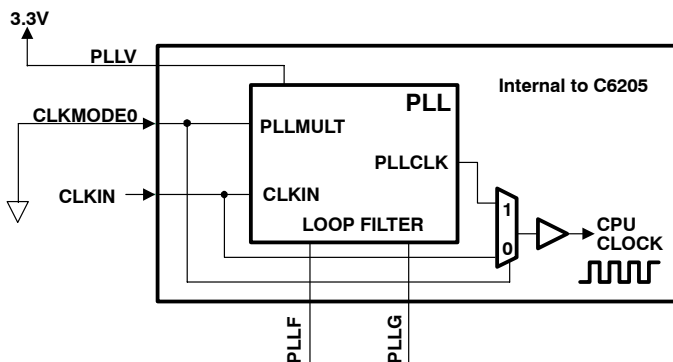 3.3V
PLLV
Internal to C6205
PLL
CLKMODE0
PLLMULT
PLLCLK
CLKIN
CLKIN
LOOP FILTER
1
0
CPU
CLOCK
PLLF
PLLG